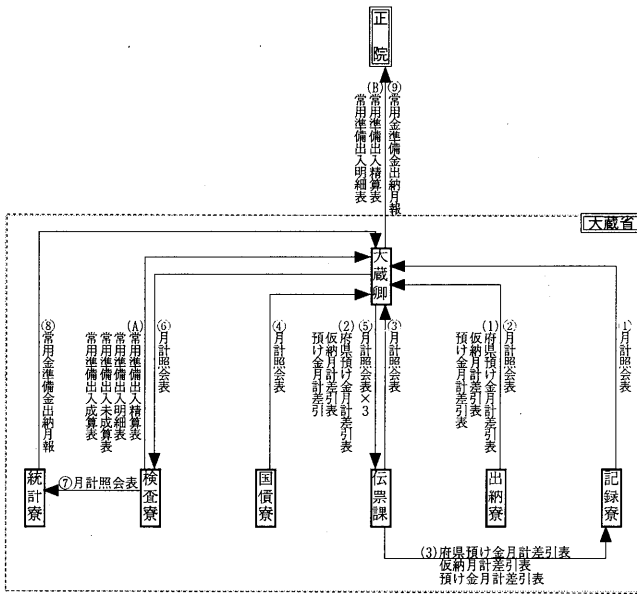 正院
⑨常用金準備金出納月報
(B)常用準備出入精算表
常用準備出入明細表
大蔵省
大蔵卿
①月計照会表
②月計照会表
(1)府県預け金月計差引表
仮納月計差引表
預け金月計差引
③月計照会表
⑤月計照会表×3
(2)府県預け金月計差引表
仮納月計差引表
預け金月計差引
④月計照会表
⑥月計照会表
(A)常用準備出入精算表
常用準備出入明細表
常用準備出入未成算表
常用準備出入成算表
⑧常用金準備金出納月報
記録寮
出納寮
伝票課
国債寮
検査寮
統計寮
⑦月計照会表
(3)府県預け金月計差引表
仮納月計差引表
預け金月計差引表